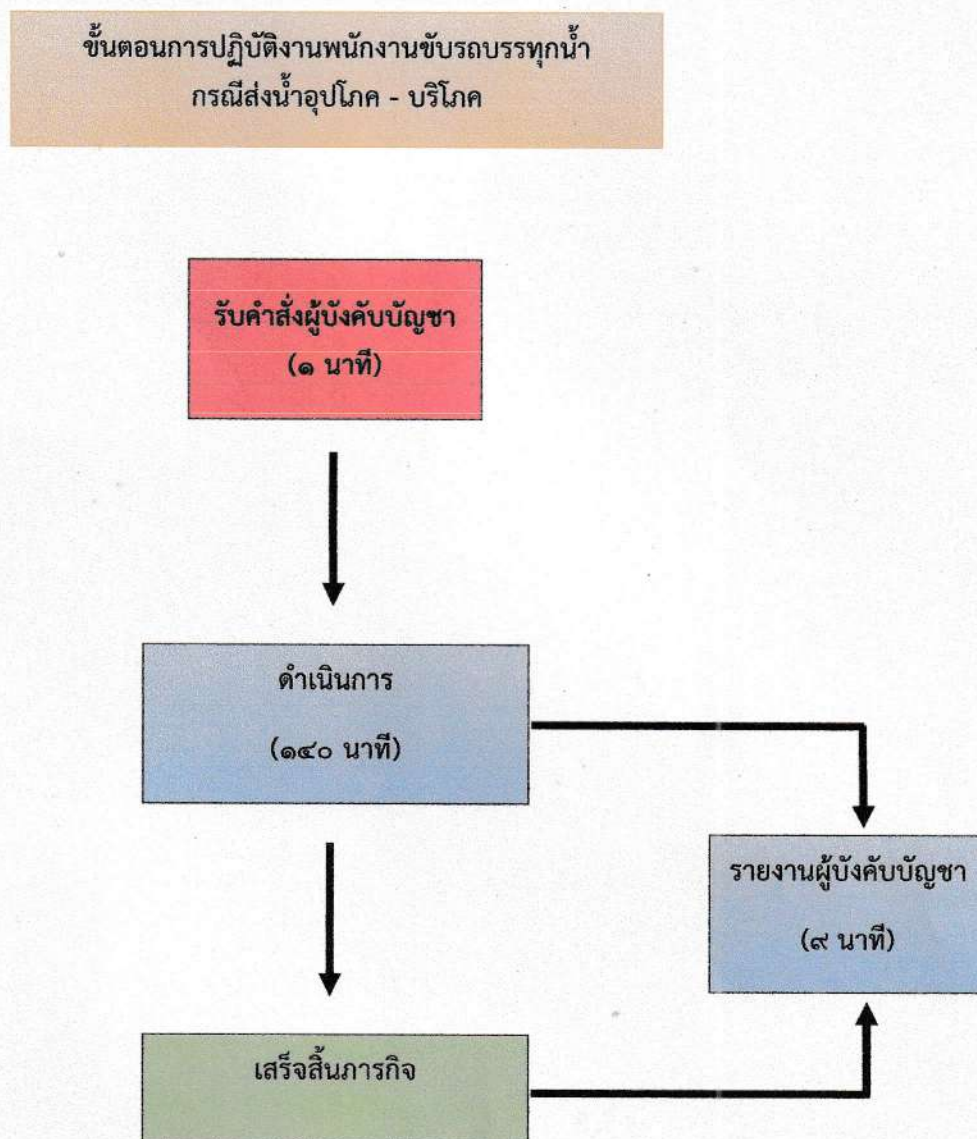 ขั้นตอนการปฏิบัติงานพนักงานขับรถบรรทุกน้ำ
กรณีส่งน้ำอุปโภค - บริโภค
รับคำสั่งผู้บังคับบัญชา
(๑ นาที)
ดำเนินการ
(๑๔๐ นาที)
รายงานผู้บังคับบัญชา
(๙ นาที)
เสร็จสิ้นภารกิจ